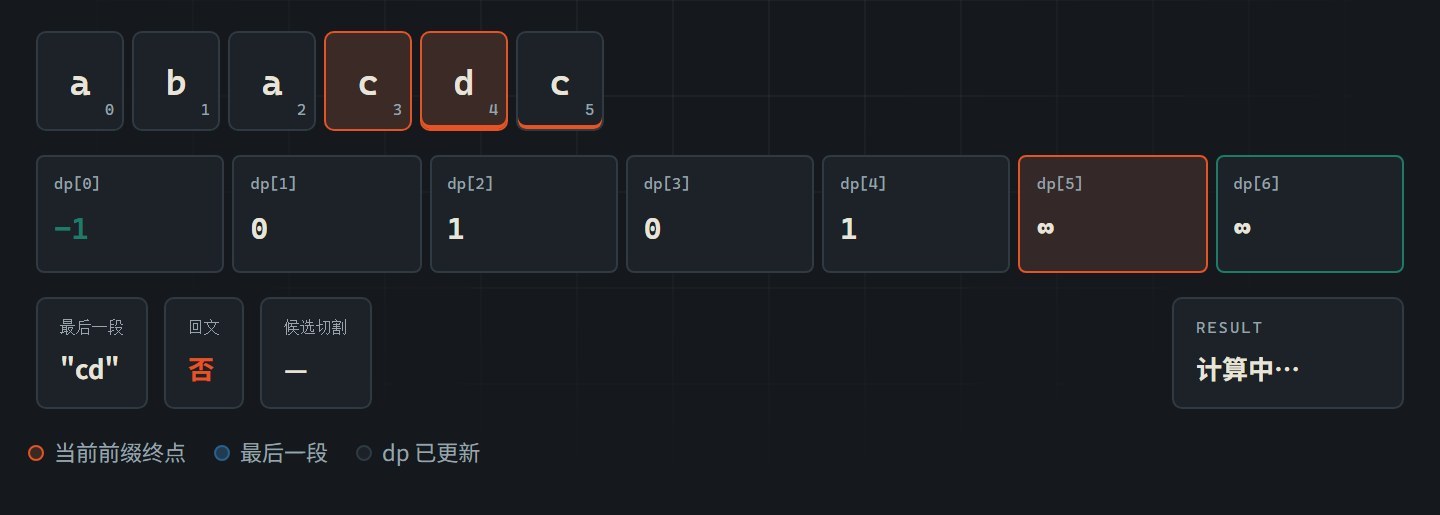 a 0 b 1 a 2 c 3 d 4 c 5
dp[0] dp[1] dp[2] dp[3] dp[4] dp[5] dp[6]
−1 0 1 0 1 ∞ ∞
最后一段 回文 候选切割 RESULT
"cd" 否 — 计算中…
当前前缀终点 最后一段 dp 已更新